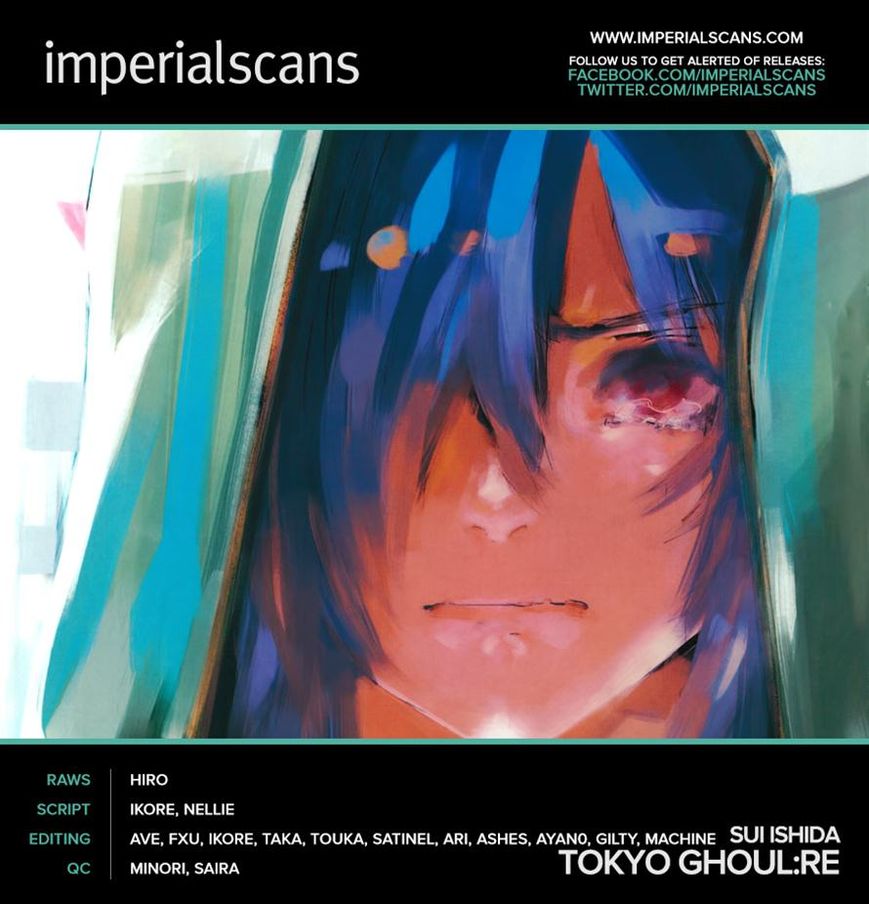 imperialscans
WWW.IMPERIALSCANS.COM
FOLLOW US TO GET ALERTED OF RELEASES:
FACEBOOK.COM/IMPERIALSCANS
TWITTER.COM/IMPERIALSCANS
RAWS HIRO
SCRIPT IKORE, NELLIE
EDITING AVE, FXU, IKORE, TAKA, TOUKA, SATINEL, ARI, ASHES, AYAN0, GILTY, MACHINE
QC MINORI, SAIRA
SUI ISHIDA
TOKYO GHOUL:RE